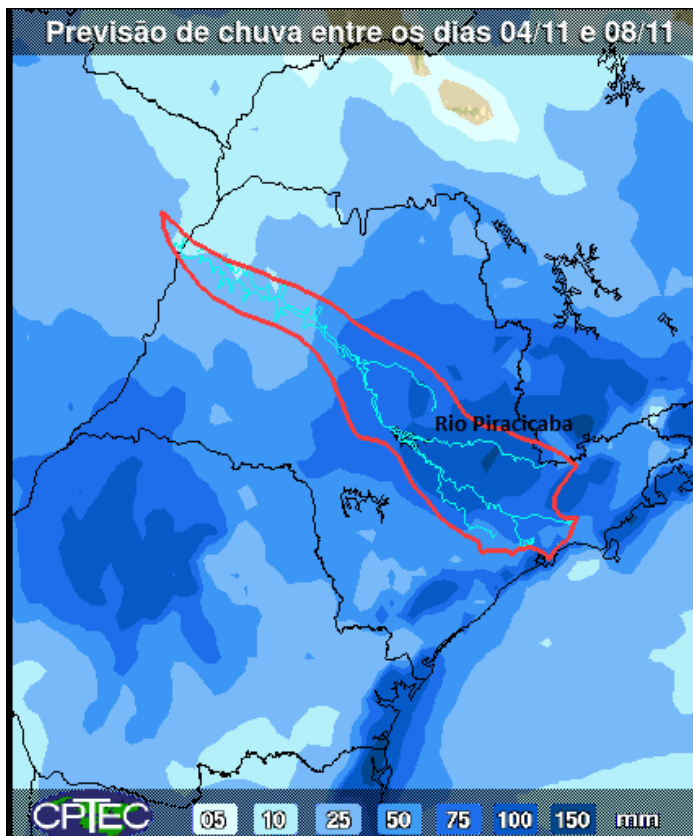 Previsão de chuva entre os dias 04/11 e 08/11
Rio Piracicaba
CPTEC 05 10 25 50 75 100 150 mm